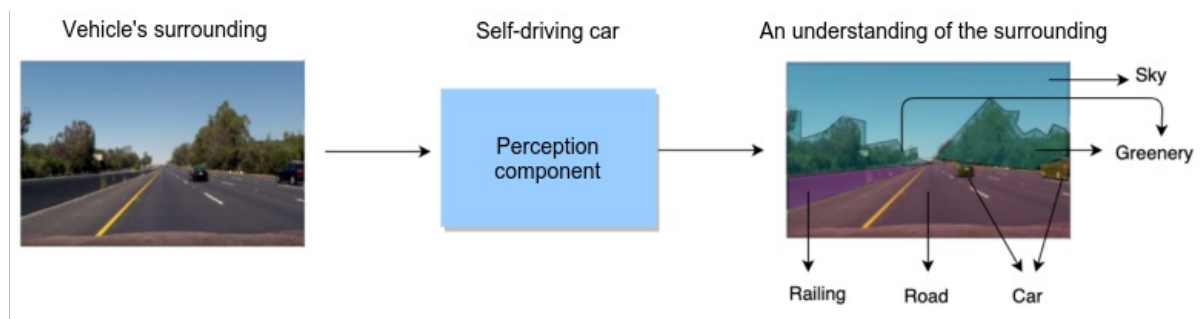 Vehicle's surrounding
Self-driving car
An understanding of the surrounding
Perception
component
Sky
Greenery
Railing
Road
Car